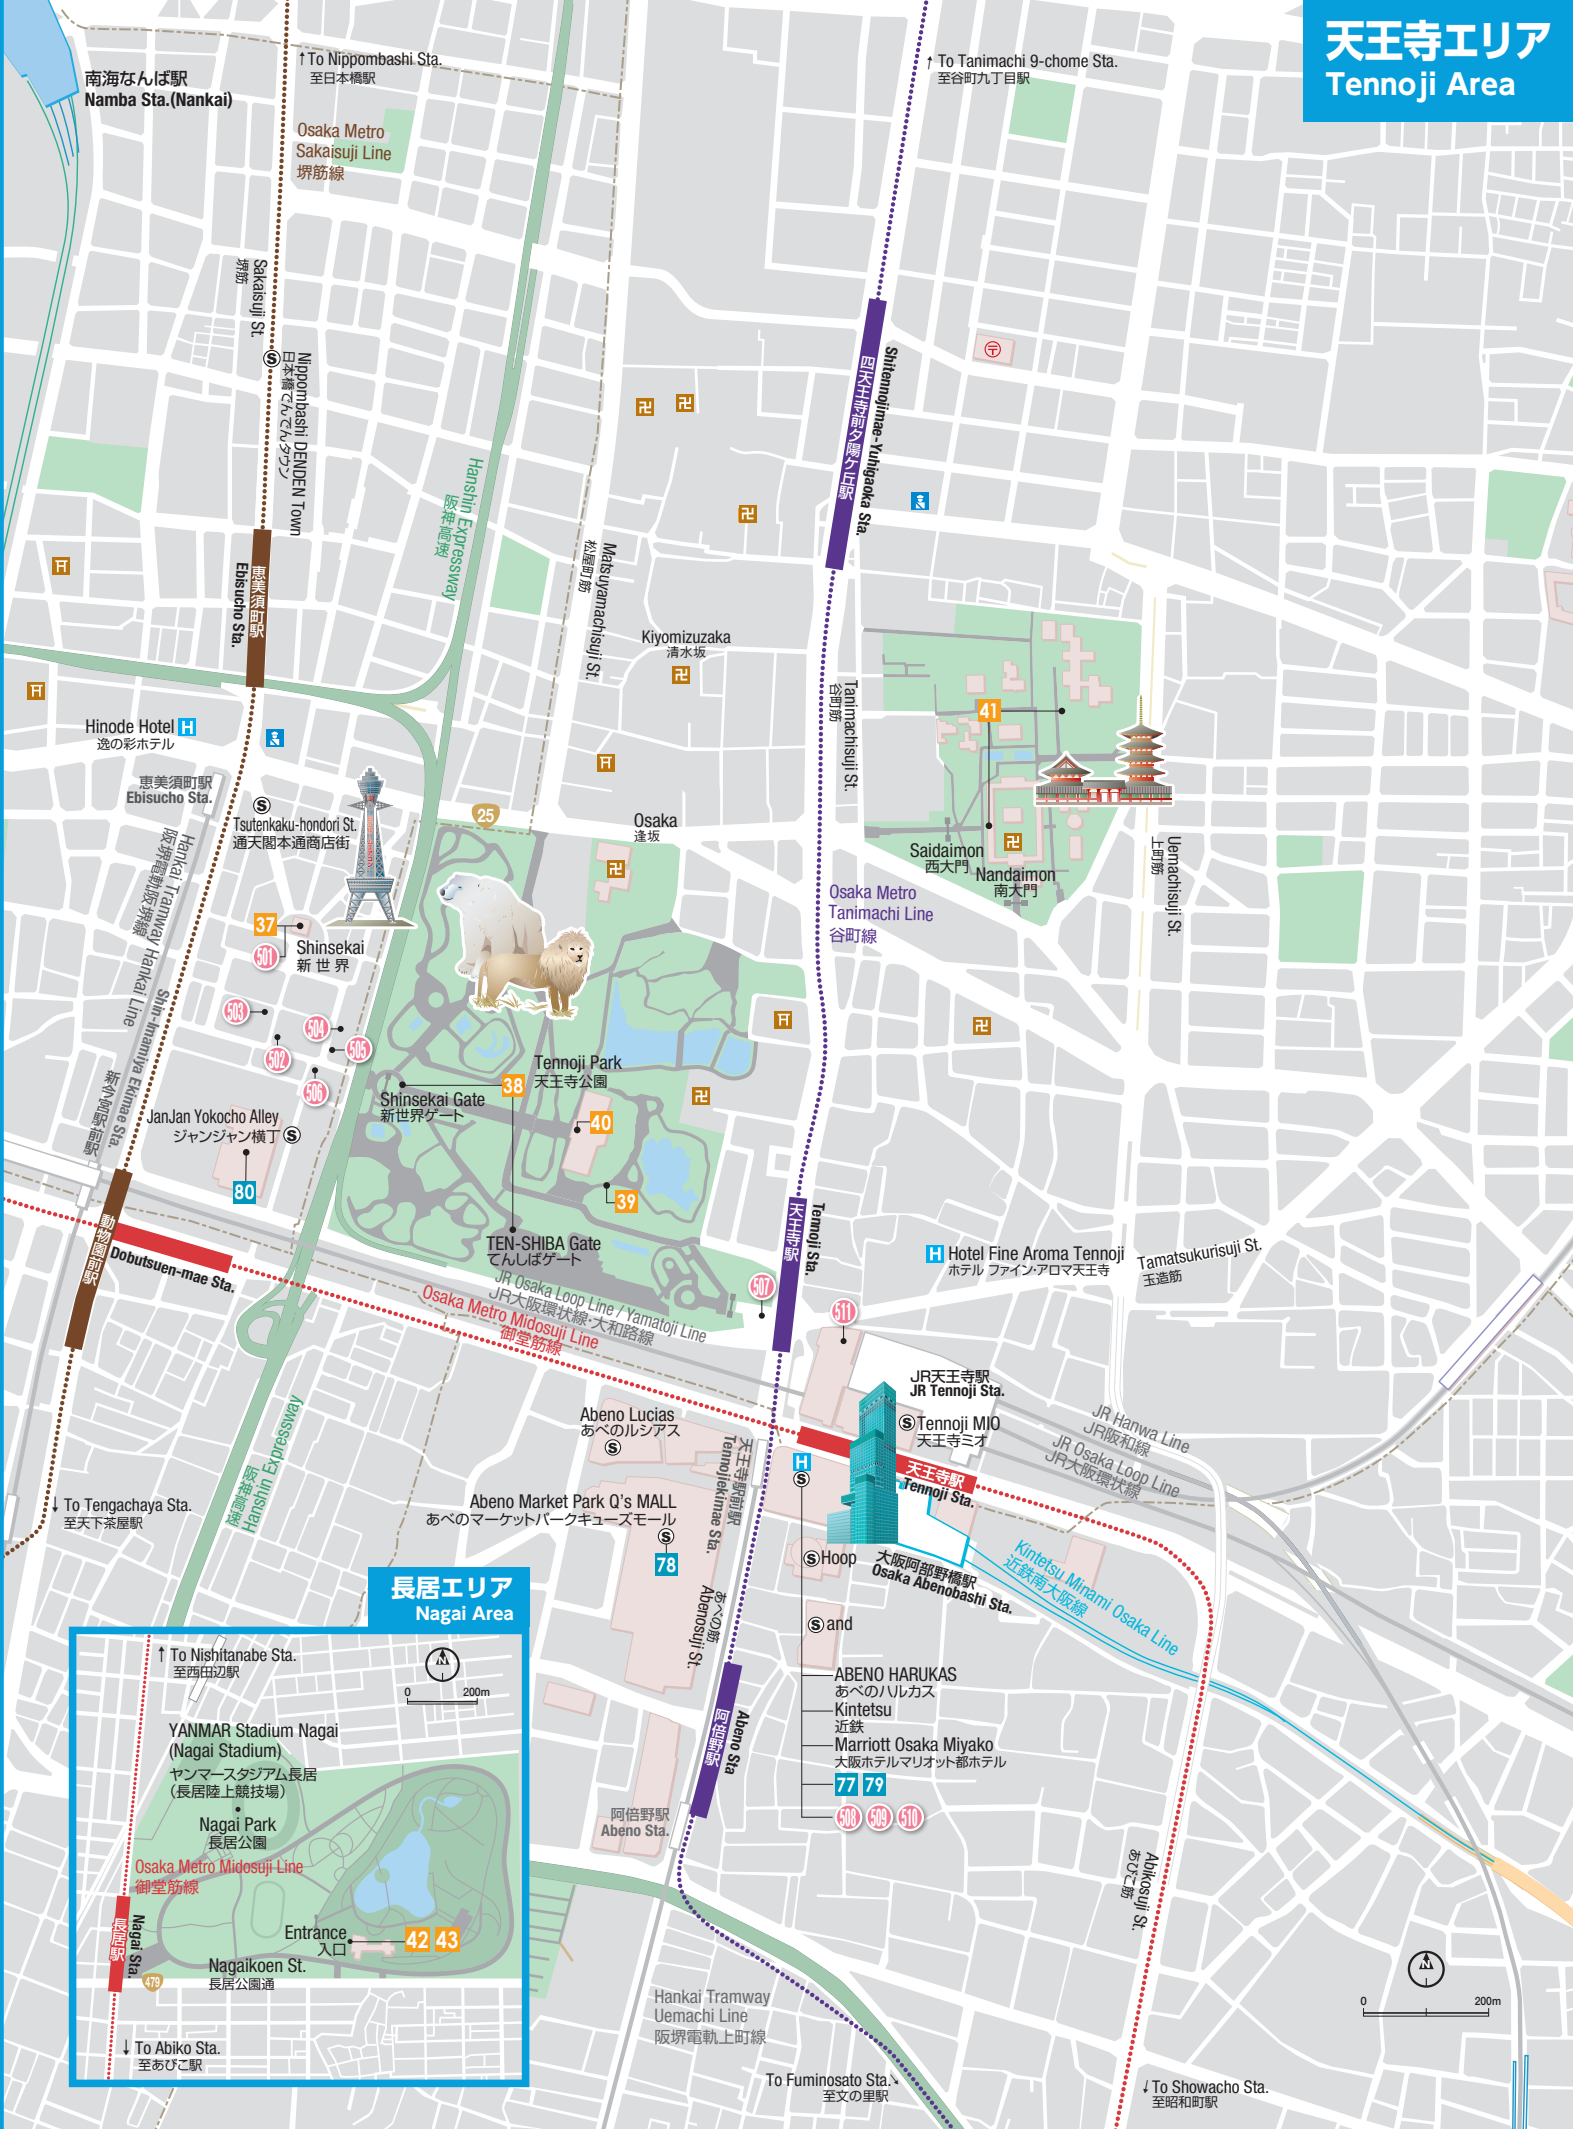 天王寺エリア
Tennoji Area
南海なんば駅
Namba Sta.(Nankai)
↑To Nippombashi Sta.
至日本橋駅
↑ To Tanimachi 9-chome Sta.
至谷町九丁目駅
Osaka Metro
Sakaisuji Line
堺筋線
Sakaisuji St.
堺筋
S
Nippombashi DENDEN Town
日本橋でんでんタウン
Hanshin Expressway
阪神高速
Shitennojimae-Yuhigaoka Sta.
四天王寺前夕陽ケ丘駅
恵美須町駅
Ebisucho Sta.
Matsuyamachisuji St.
松屋町筋
Kiyomizuzaka
清水坂
Tanimachisuji St.
谷町筋
41
Hinode Hotel H
逸の彩ホテル
恵美須町駅
Ebisucho Sta.
S
Tsutenkaku-hondori St.
通天閣本通商店街
25
Osaka
逢坂
Saidaimon
西大門
Nandaimon
南大門
Uemachisuji St.
上町筋
Osaka Metro
Tanimachi Line
谷町線
Hankai Tramway Hankai Line
阪堺電軌阪堺線
37
501
Shinsekai
新世界
503
504
502
505
506
Shin-Imamiya Ekimae Sta.
新今宮駅前駅
Tennoji Park
天王寺公園
38
Shinsekai Gate
新世界ゲート
40
JanJan Yokocho Alley
ジャンジャン横丁 S
80
39
動物園前駅
Dobutsuen-mae Sta.
TEN-SHIBA Gate
てんしばゲート
天王寺駅
Tennoji Sta.
H Hotel Fine Aroma Tennoji
ホテル ファイン・アロマ天王寺
Tamatsukurisuji St.
玉造筋
JR Osaka Loop Line / Yamatoji Line
JR大阪環状線・大和路線
Osaka Metro Midosuji Line
御堂筋線
507
511
JR天王寺駅
JR Tennoji Sta.
S Tennoji MIO
天王寺ミオ
JR Hanwa Line
JR阪和線
JR Osaka Loop Line
JR大阪環状線
Abeno Lucias
あべのルシアス
S
天王寺駅前駅
Tennojiekimae Sta.
H
S
天王寺駅
Tennoji Sta.
Hanshin Expressway
阪神高速
↓ To Tengachaya Sta.
至天下茶屋駅
Abeno Market Park Q's MALL
あべのマーケットパークキューズモール
S
78
S Hoop
大阪阿部野橋駅
Osaka Abenobashi Sta.
Kintetsu Minami Osaka Line
近鉄南大阪線
S and
あべの筋
Abenosuji St.
ABENO HARUKAS
あべのハルカス
Kintetsu
近鉄
Marriott Osaka Miyako
大阪ホテルマリオット都ホテル
77 79
508 509 510
阿倍野駅
Abeno Sta
阿倍野駅
Abeno Sta.
Abikosuji St.
あびこ筋
長居エリア
Nagai Area
↑ To Nishitanabe Sta.
至西田辺駅
N
0 200m
YANMAR Stadium Nagai
(Nagai Stadium)
ヤンマースタジアム長居
(長居陸上競技場)
Nagai Park
長居公園
Osaka Metro Midosuji Line
御堂筋線
長居駅
Nagai Sta.
Entrance
入口
42 43
Nagaikoen St.
長居公園通
479
↓ To Abiko Sta.
至あびこ駅
Hankai Tramway
Uemachi Line
阪堺電軌上町線
To Fuminosato Sta.↘
至文の里駅
↓To Showacho Sta.
至昭和町駅
N
0 200m